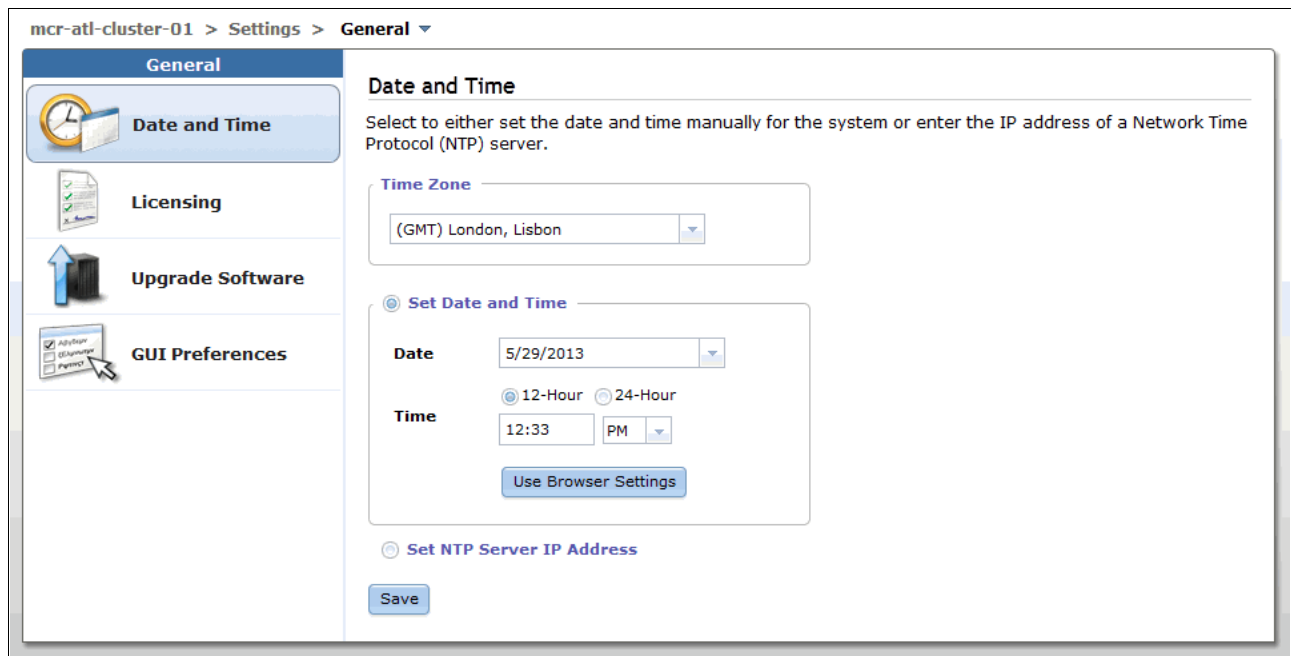 mcr-atl-cluster-01 > Settings > General
General
Date and Time
Licensing
Upgrade Software
GUI Preferences
Date and Time
Select to either set the date and time manually for the system or enter the IP address of a Network Time
Protocol (NTP) server.
Time Zone
(GMT) London, Lisbon
Set Date and Time
Date 5/29/2013
12-Hour 24-Hour
Time
12:33 PM
Use Browser Settings
Set NTP Server IP Address
Save